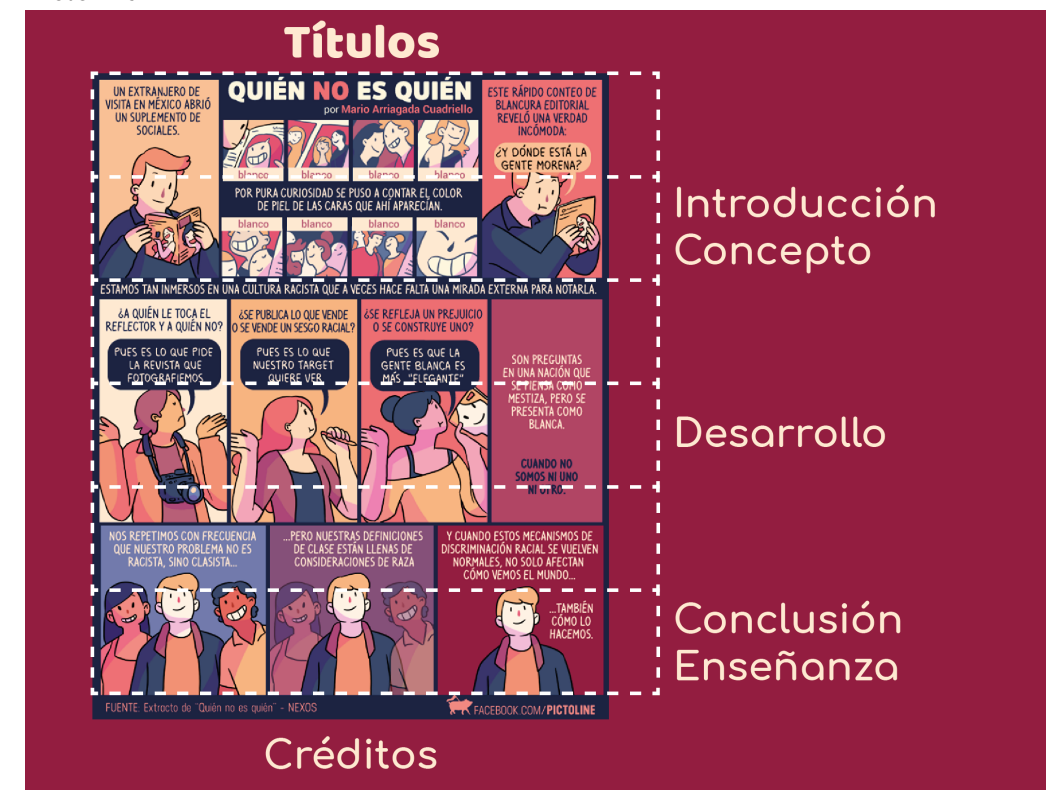 Títulos
UN EXTRANJERO DE
VISITA EN MÉXICO ABRIÓ
UN SUPLEMENTO DE
SOCIALES.
QUIÉN NO ES QUIÉN
por Mario Arriagada Cuadriello
blanco blanco blanco blanco
POR PURA CURIOSIDAD SE PUSO A CONTAR EL COLOR
DE PIEL DE LAS CARAS QUE AHÍ APARECÍAN.
blanco blanco blanco blanco
ESTE RÁPIDO CONTEO DE
BLANCURA EDITORIAL
REVELÓ UNA VERDAD
INCÓMODA:
¿Y DÓNDE ESTÁ LA
GENTE MORENA?
Introducción
Concepto
ESTAMOS TAN INMERSOS EN UNA CULTURA RACISTA QUE A VECES HACE FALTA UNA MIRADA EXTERNA PARA NOTARLA.
¿A QUIÉN LE TOCA EL
REFLECTOR Y A QUIÉN NO?
PUES ES LO QUE PIDE
LA REVISTA QUE
FOTOGRAFIEMOS
¿SE PUBLICA LO QUE VENDE
O SE VENDE UN SESGO RACIAL?
PUES ES LO QUE
NUESTRO TARGET
QUIERE VER
¿SE REFLEJA UN PREJUICIO
O SE CONSTRUYE UNO?
PUES ES QUE LA
GENTE BLANCA ES
MÁS "ELEGANTE"
SON PREGUNTAS
EN UNA NACIÓN QUE
SE PIENSA COMO
MESTIZA, PERO SE
PRESENTA COMO
BLANCA.
CUANDO NO
SOMOS NI UNO
NI OTRO.
Desarrollo
NOS REPETIMOS CON FRECUENCIA
QUE NUESTRO PROBLEMA NO ES
RACISTA, SINO CLASISTA...
...PERO NUESTRAS DEFINICIONES
DE CLASE ESTÁN LLENAS DE
CONSIDERACIONES DE RAZA
Y CUANDO ESTOS MECANISMOS DE
DISCRIMINACIÓN RACIAL SE VUELVEN
NORMALES, NO SOLO AFECTAN
CÓMO VEMOS EL MUNDO...
...TAMBIÉN
CÓMO LO
HACEMOS.
Conclusión
Enseñanza
FUENTE: Extracto de "Quién no es quién" - NEXOS
FACEBOOK.COM/PICTOLINE
Créditos